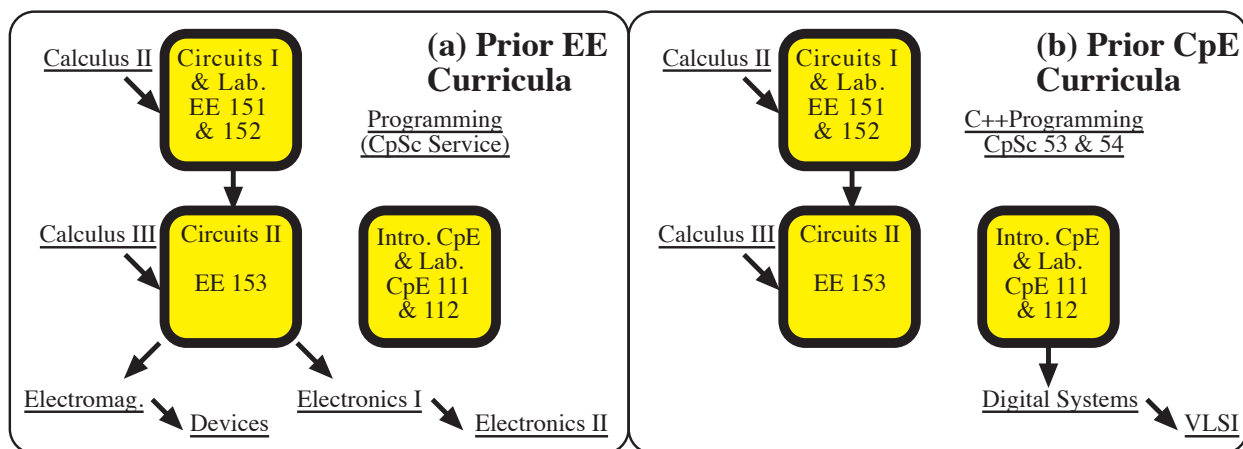 (a) Prior EE
Curricula
Calculus II
Circuits I
& Lab.
EE 151
& 152
Programming
(CpSc Service)
Calculus III
Circuits II
EE 153
Intro. CpE
& Lab.
CpE 111
& 112
Electromag.
Devices
Electronics I
Electronics II
(b) Prior CpE
Curricula
Calculus II
Circuits I
& Lab.
EE 151
& 152
C++Programming
CpSc 53 & 54
Calculus III
Circuits II
EE 153
Intro. CpE
& Lab.
CpE 111
& 112
Digital Systems
VLSI